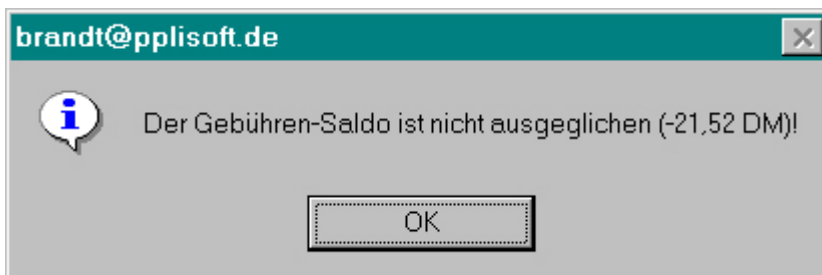 brandt@pplisoft.de
Der Gebühren-Saldo ist nicht ausgeglichen (-21,52 DM)!
OK